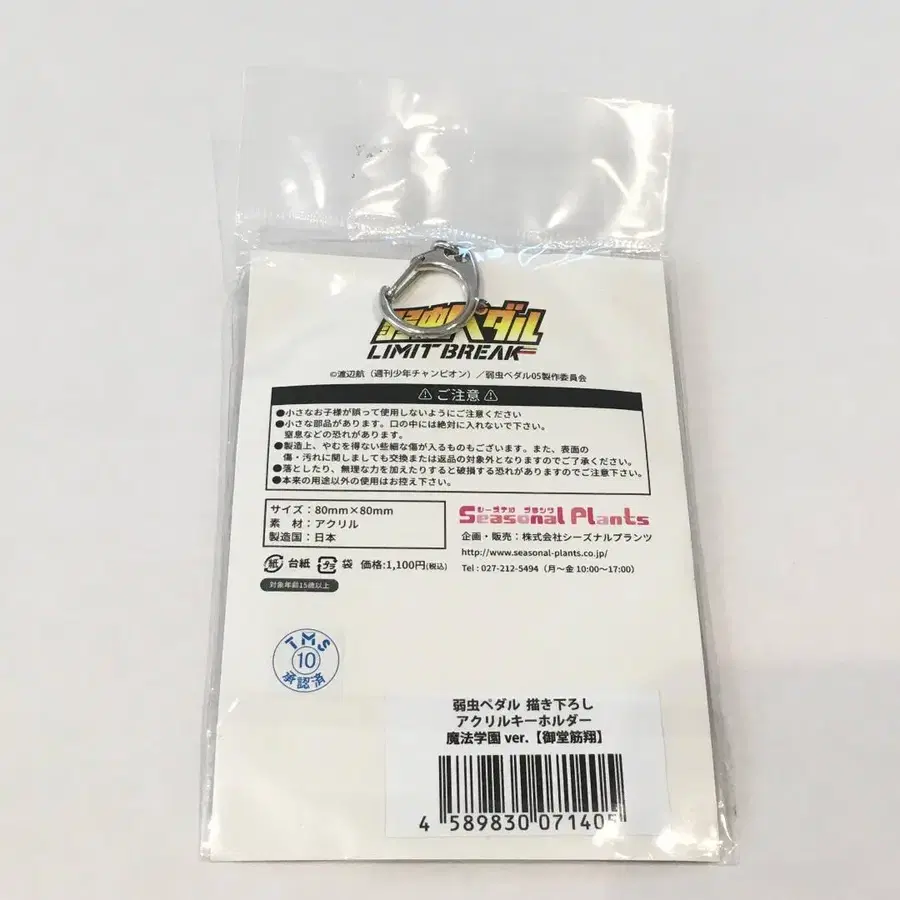 弱虫ペダル
LIMIT BREAK
©渡辺航（週刊少年チャンピオン）／弱虫ペダル05製作委員会
⚠ご注意⚠
●小さなお子様が誤って使用しないようにご注意ください
●小さな部品があります。口の中には絶対に入れないで下さい。
窒息などの恐れがあります。
●製造上、やむを得ない些細な傷が入るものもございます。また、表面の
傷・汚れに関しましても交換または返品の対象外となりますのでご了承ください。
●落としたり、無理な力を加えたりすると破損する恐れがありますのでご注意下さい。
●本来の用途以外の使用はお控え下さい。
サイズ：80mm×80mm
素　材：アクリル
製造国：日本
シーズナル プランツ
Seasonal Plants
企画・販売：株式会社シーズナルプランツ
http://www.seasonal-plants.co.jp/
Tel : 027-212-5494（月～金 10:00～17:00）
紙 台紙 プラ 袋 価格:1,100円(税込)
対象年齢15歳以上
TMS
10
承認済
弱虫ペダル 描き下ろし
アクリルキーホルダー
魔法学園 ver.【御堂筋翔】
4 589830 071405